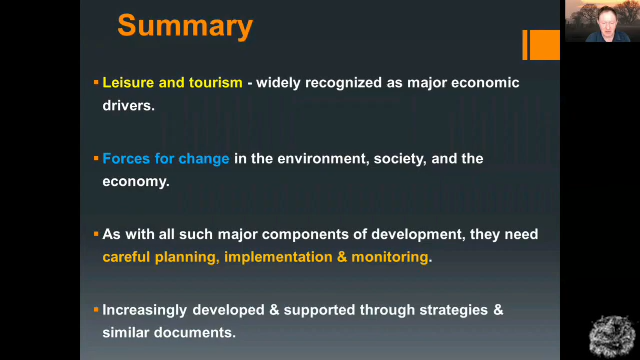 Summary
Leisure and tourism - widely recognized as major economic
drivers.
Forces for change in the environment, society, and the
economy.
As with all such major components of development, they need
careful planning, implementation & monitoring.
Increasingly developed & supported through strategies &
similar documents.